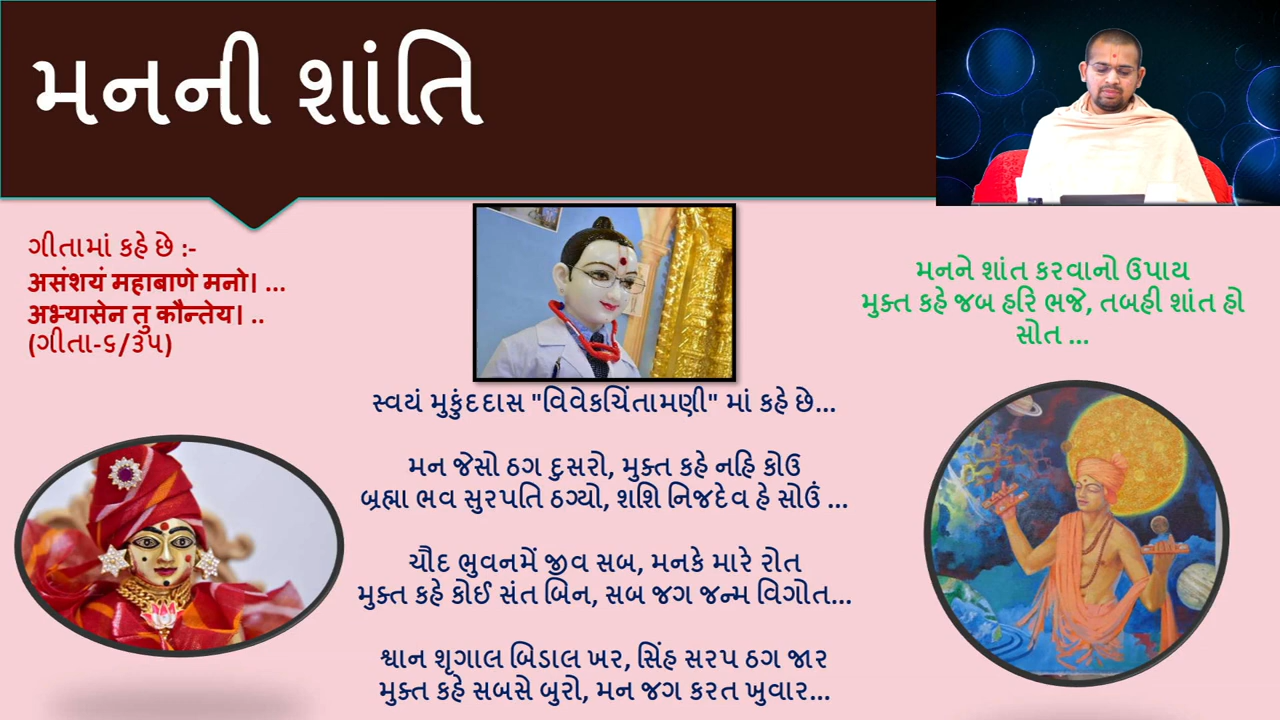 મનની શાંતિ
ગીતામાં કહે છે :-
असंशयं महाबाणे मनो। ...
अभ्यासेन तु कौन्तेय। ..
(ગીતા-૬/૩૫)
સ્વયં મુકુંદદાસ "વિવેકચિંતામણી" માં કહે છે...
મન જેસો ઠગ દુસરો, મુક્ત કહે નહિ કોઉ
બ્રહ્મા ભવ સુરપતિ ઠગ્યો, શશિ નિજદેવ હે સોઉં ...
ચૌદ ભુવનમેં જીવ સબ, મનકે મારે રોત
મુક્ત કહે કોઈ સંત બિન, સબ જગ જન્મ વિગોત...
શ્વાન શૃગાલ બિડાલ ખર, સિંહ સરપ ઠગ જાર
મુક્ત કહે સબસે બુરો, મન જગ કરત ખુવાર...
મનને શાંત કરવાનો ઉપાય
મુક્ત કહે જબ હરિ ભજે, તબહી શાંત હો
સોત ...